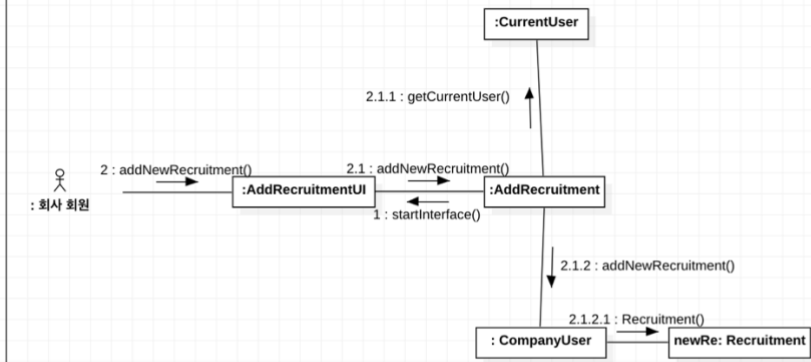 :CurrentUser
2.1.1 : getCurrentUser()
2 : addNewRecruitment()
2.1 : addNewRecruitment()
: 회사 회원
:AddRecruitmentUI
:AddRecruitment
1 : startInterface()
2.1.2 : addNewRecruitment()
2.1.2.1 : Recruitment()
: CompanyUser
newRe: Recruitment